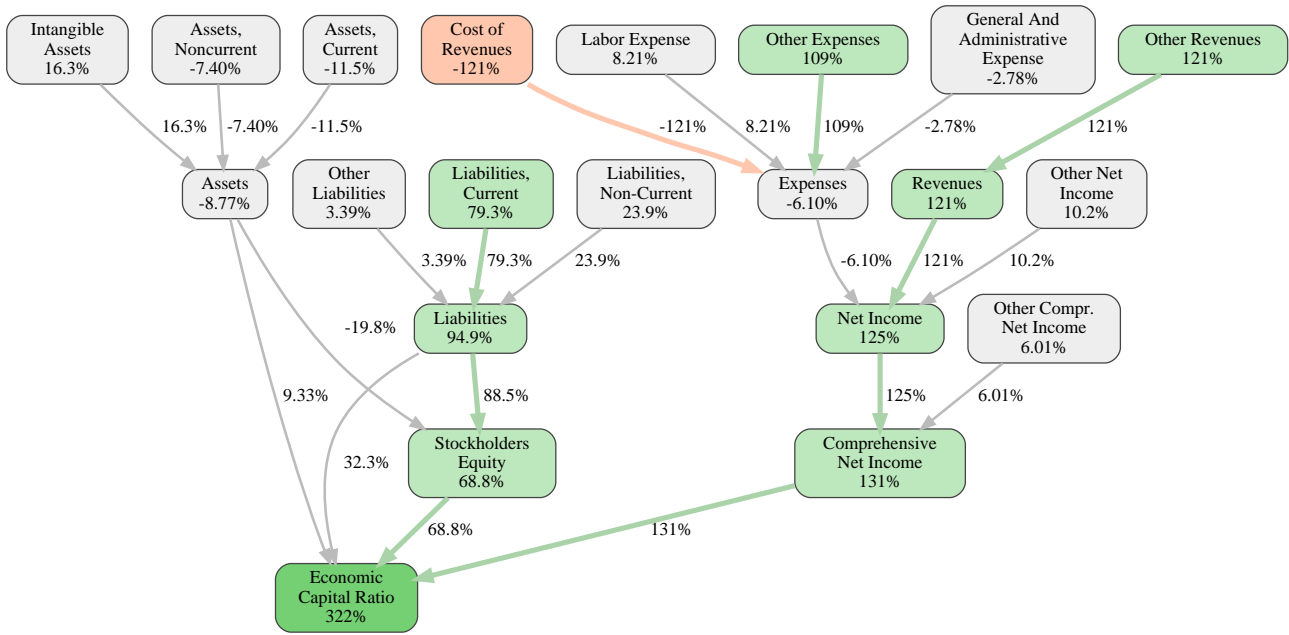 Intangible
Assets
16.3%
Assets,
Noncurrent
-7.40%
Assets,
Current
-11.5%
Cost of
Revenues
-121%
Labor Expense
8.21%
Other Expenses
109%
General And
Administrative
Expense
-2.78%
Other Revenues
121%
16.3%
-7.40%
-11.5%
-121%
8.21%
109%
-2.78%
121%
Assets
-8.77%
Other
Liabilities
3.39%
Liabilities,
Current
79.3%
Liabilities,
Non-Current
23.9%
Expenses
-6.10%
Revenues
121%
Other Net
Income
10.2%
3.39%
79.3%
23.9%
-6.10%
121%
10.2%
Liabilities
94.9%
Net Income
125%
Other Compr.
Net Income
6.01%
-19.8%
9.33%
88.5%
125%
6.01%
32.3%
Stockholders
Equity
68.8%
Comprehensive
Net Income
131%
68.8%
131%
Economic
Capital Ratio
322%